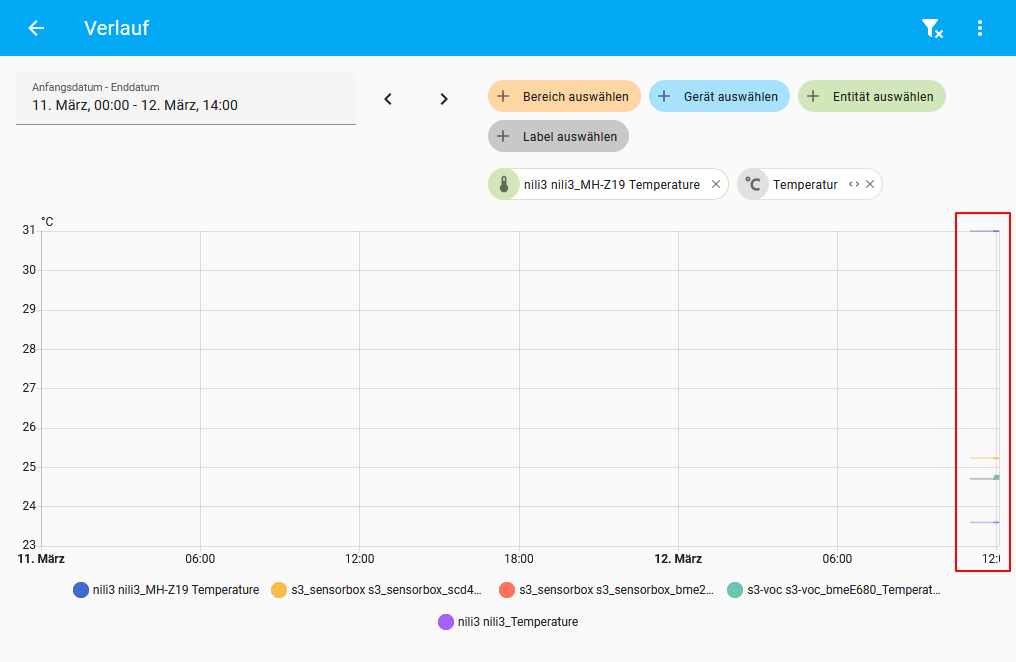 Verlauf
Anfangsdatum - Enddatum
11. März, 00:00 - 12. März, 14:00
Bereich auswählen
Gerät auswählen
Entität auswählen
Label auswählen
nili3 nili3_MH-Z19 Temperature
°C Temperatur
°C
31
30
29
28
27
26
25
24
23
11. März 06:00 12:00 18:00 12. März 06:00 12:0
nili3 nili3_MH-Z19 Temperature s3_sensorbox s3_sensorbox_scd4... s3_sensorbox s3_sensorbox_bme2... s3-voc s3-voc_bmeE680_Temperat...
nili3 nili3_Temperature